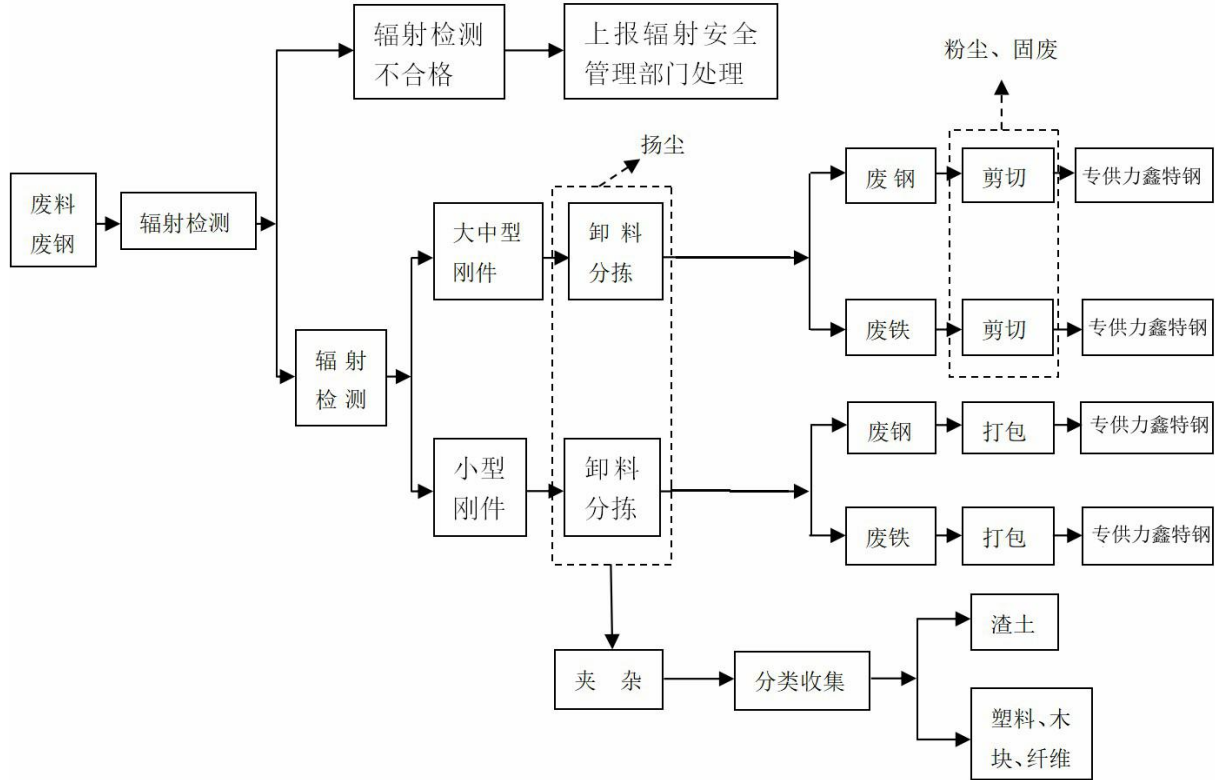 辐射检测
不合格
上报辐射安全
管理部门处理
粉尘、固废
扬尘
废料
废钢
辐射检测
大中型
刚件
卸料
分拣
废钢
剪切
专供力鑫特钢
废铁
剪切
专供力鑫特钢
辐射
检测
小型
刚件
卸料
分拣
废钢
打包
专供力鑫特钢
废铁
打包
专供力鑫特钢
夹杂
分类收集
渣土
塑料、木
块、纤维